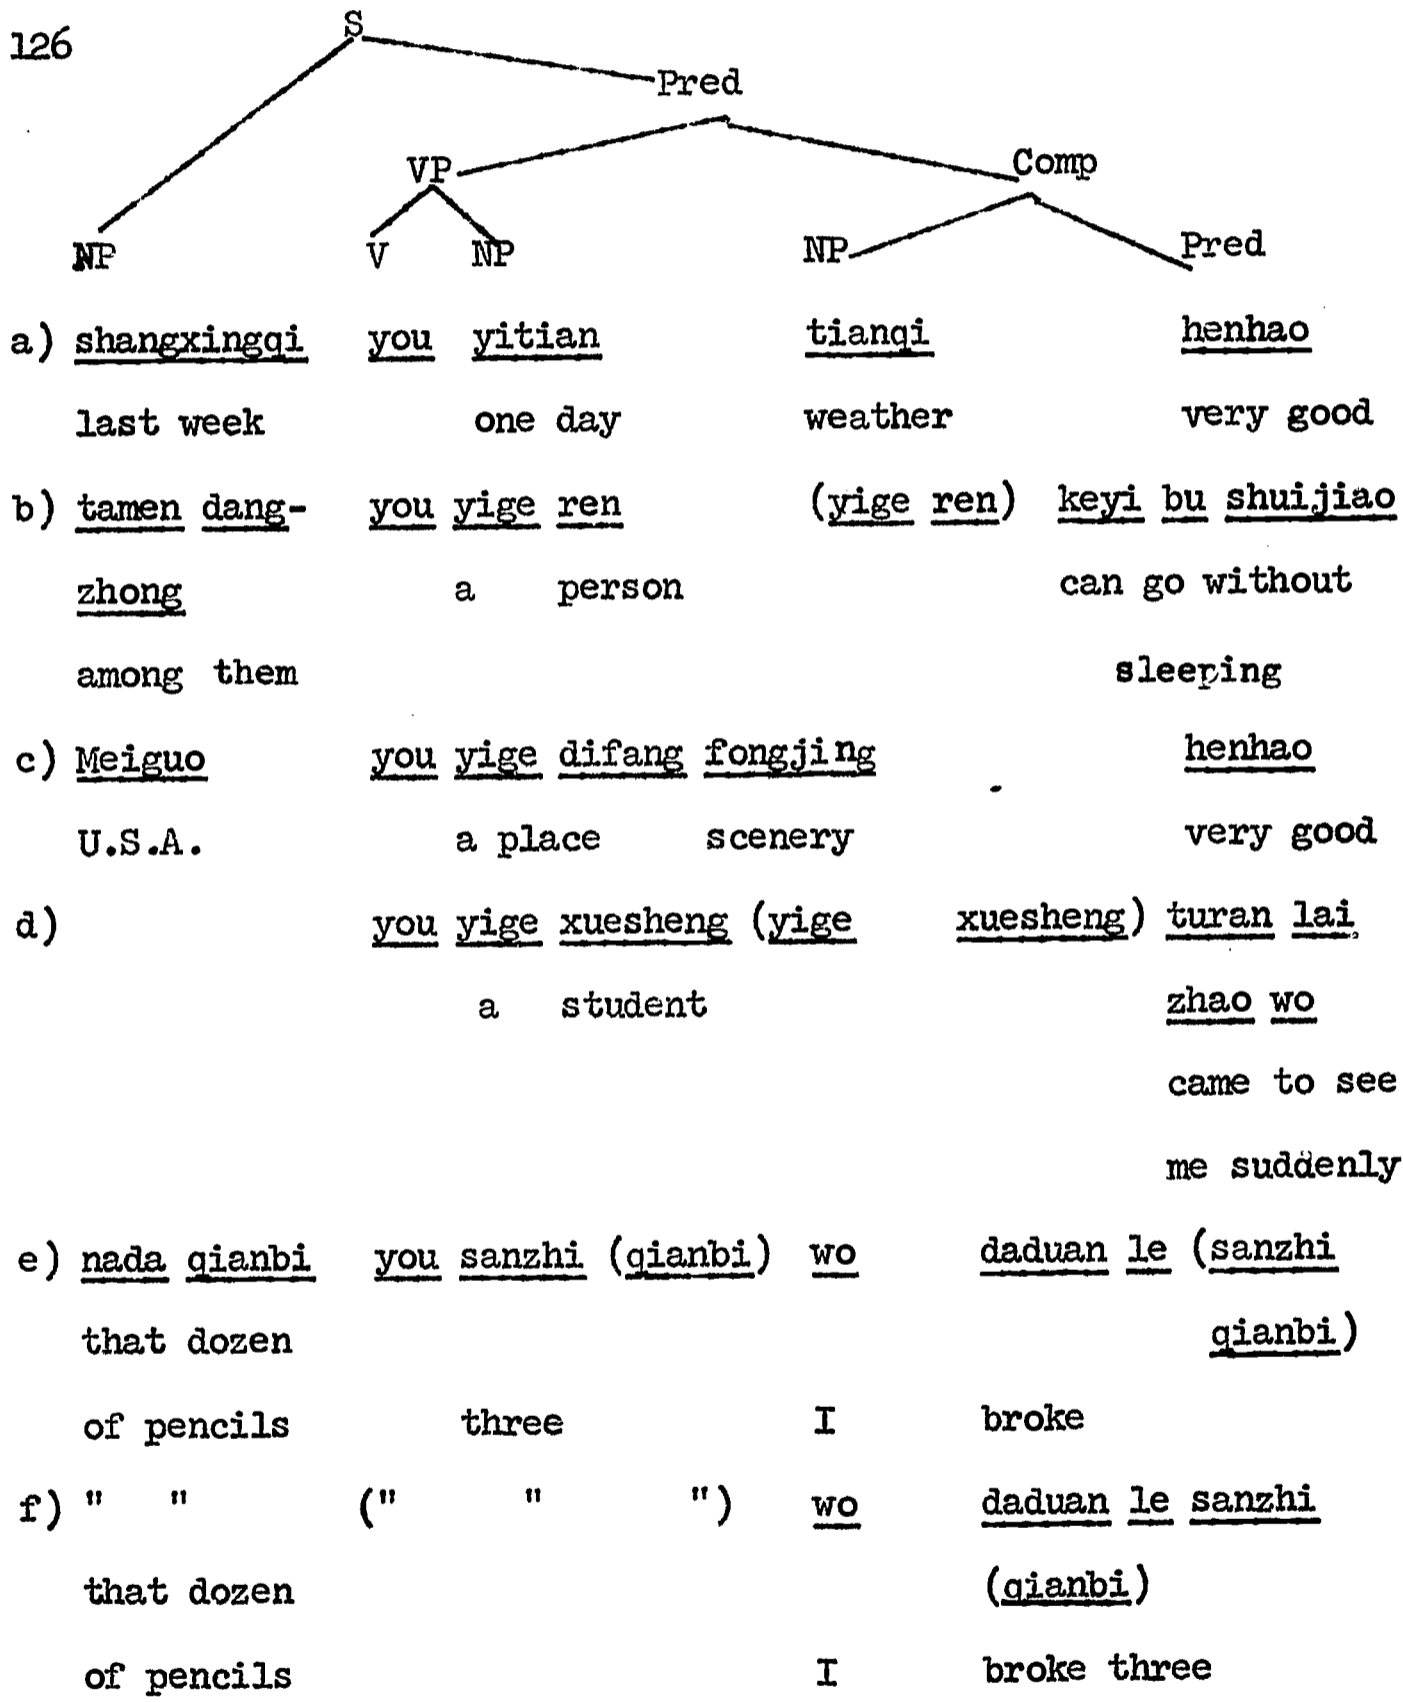 126
S
Pred
VP Comp
NP V NP NP Pred
a) shangxingqi you yitian tianqi henhao
last week one day weather very good
b) tamen dang- you yige ren (yige ren) keyi bu shuijiao
zhong a person can go without
among them sleeping
c) Meiguo you yige difang fongjing henhao
U.S.A. a place scenery very good
d) you yige xuesheng (yige xuesheng) turan lai
a student zhao wo
came to see
me suddenly
e) nada qianbi you sanzhi (qianbi) wo daduan le (sanzhi
that dozen qianbi)
of pencils three I broke
f) " " (" " ") wo daduan le sanzhi
that dozen (qianbi)
of pencils I broke three